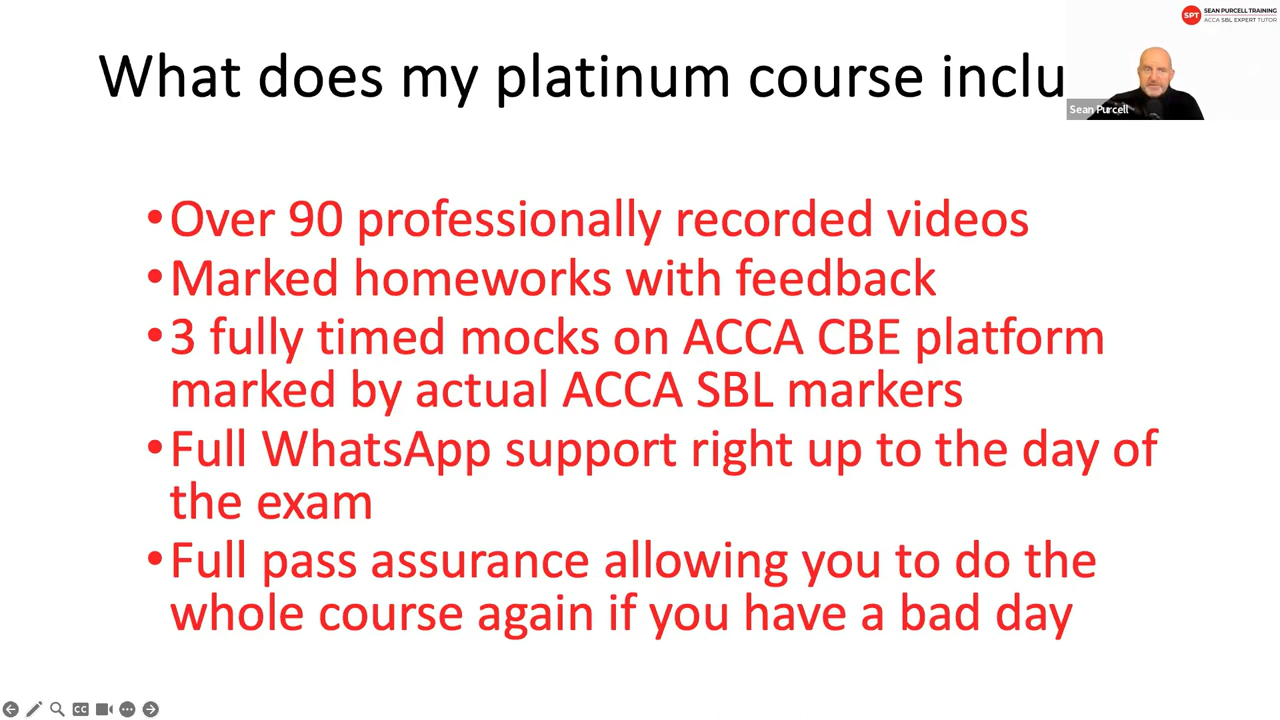 SPT
SEAN PURCELL TRAINING
ACCA SBL EXPERT TUTOR
What does my platinum course inclu
Sean Purcell
•Over 90 professionally recorded videos
•Marked homeworks with feedback
•3 fully timed mocks on ACCA CBE platform
marked by actual ACCA SBL markers
•Full WhatsApp support right up to the day of
the exam
•Full pass assurance allowing you to do the
whole course again if you have a bad day
CC